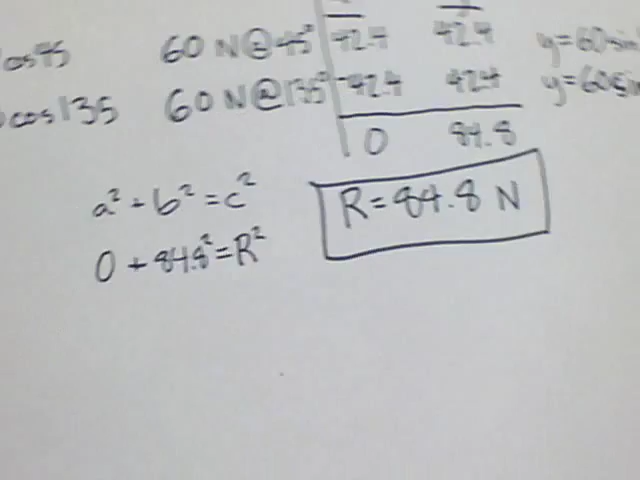 cos45 60 N@45° 42.4 42.4 y=60sin
cos135 60 N@135° -42.4 42.4 y=60sin
0 84.8
a² + b² = c²
R = 84.8 N
0 + 84.8² = R²